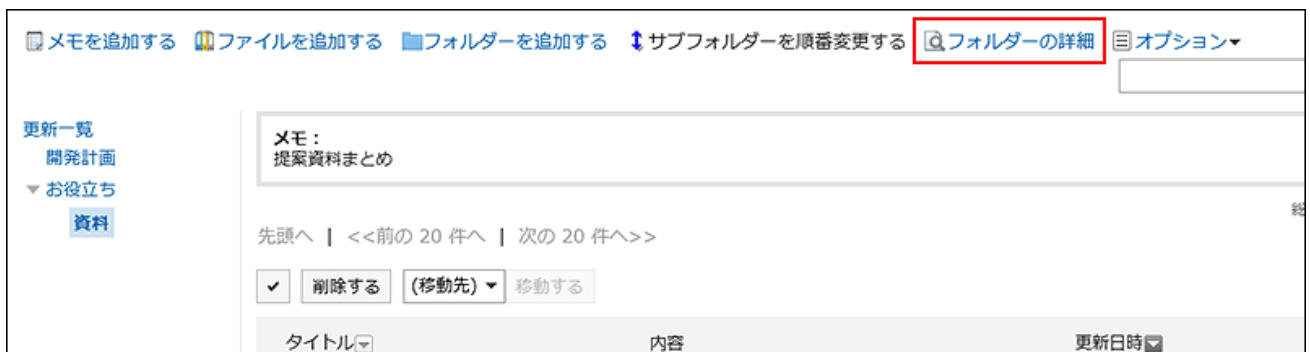 メモを追加する ファイルを追加する フォルダーを追加する サブフォルダーを順番変更する フォルダーの詳細 オプション
更新一覧
開発計画
お役立ち
資料
メモ：
提案資料まとめ
総
先頭へ | <<前の 20 件へ | 次の 20 件へ>>
削除する (移動先) 移動する
タイトル 内容 更新日時